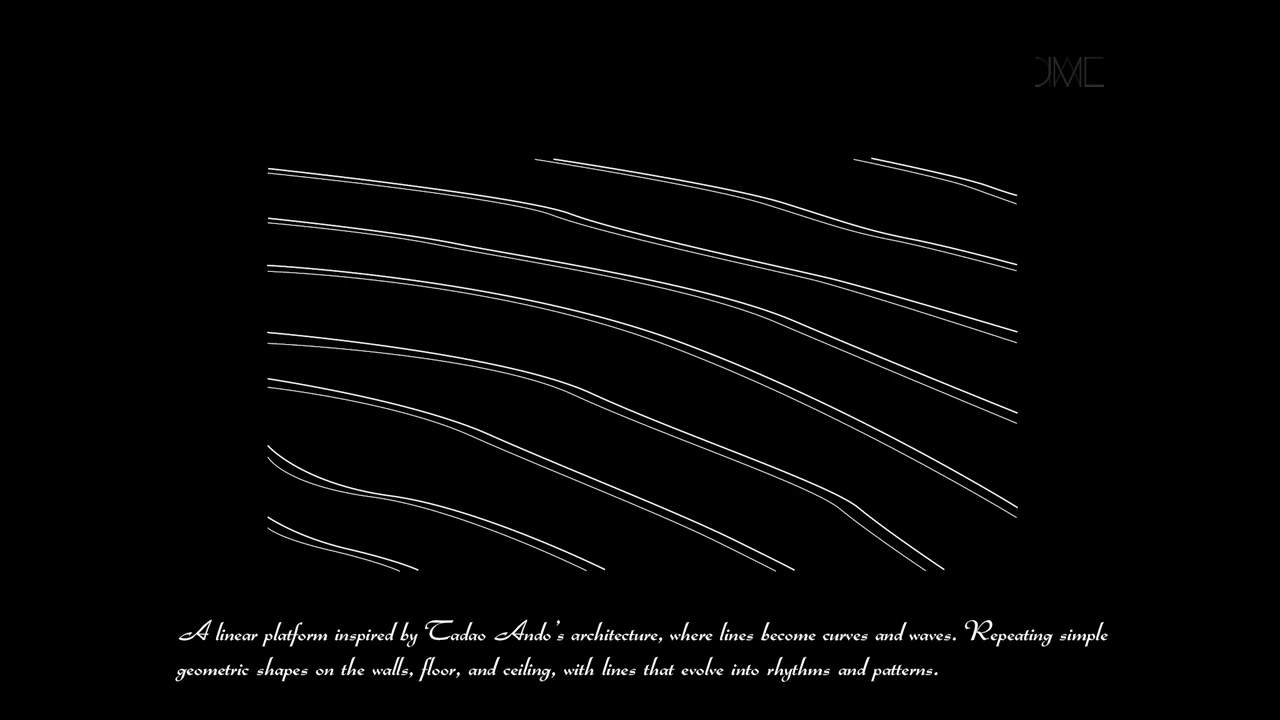 A linear platform inspired by Tadao Ando's architecture, where lines become curves and waves. Repeating simple
geometric shapes on the walls, floor, and ceiling, with lines that evolve into rhythms and patterns.